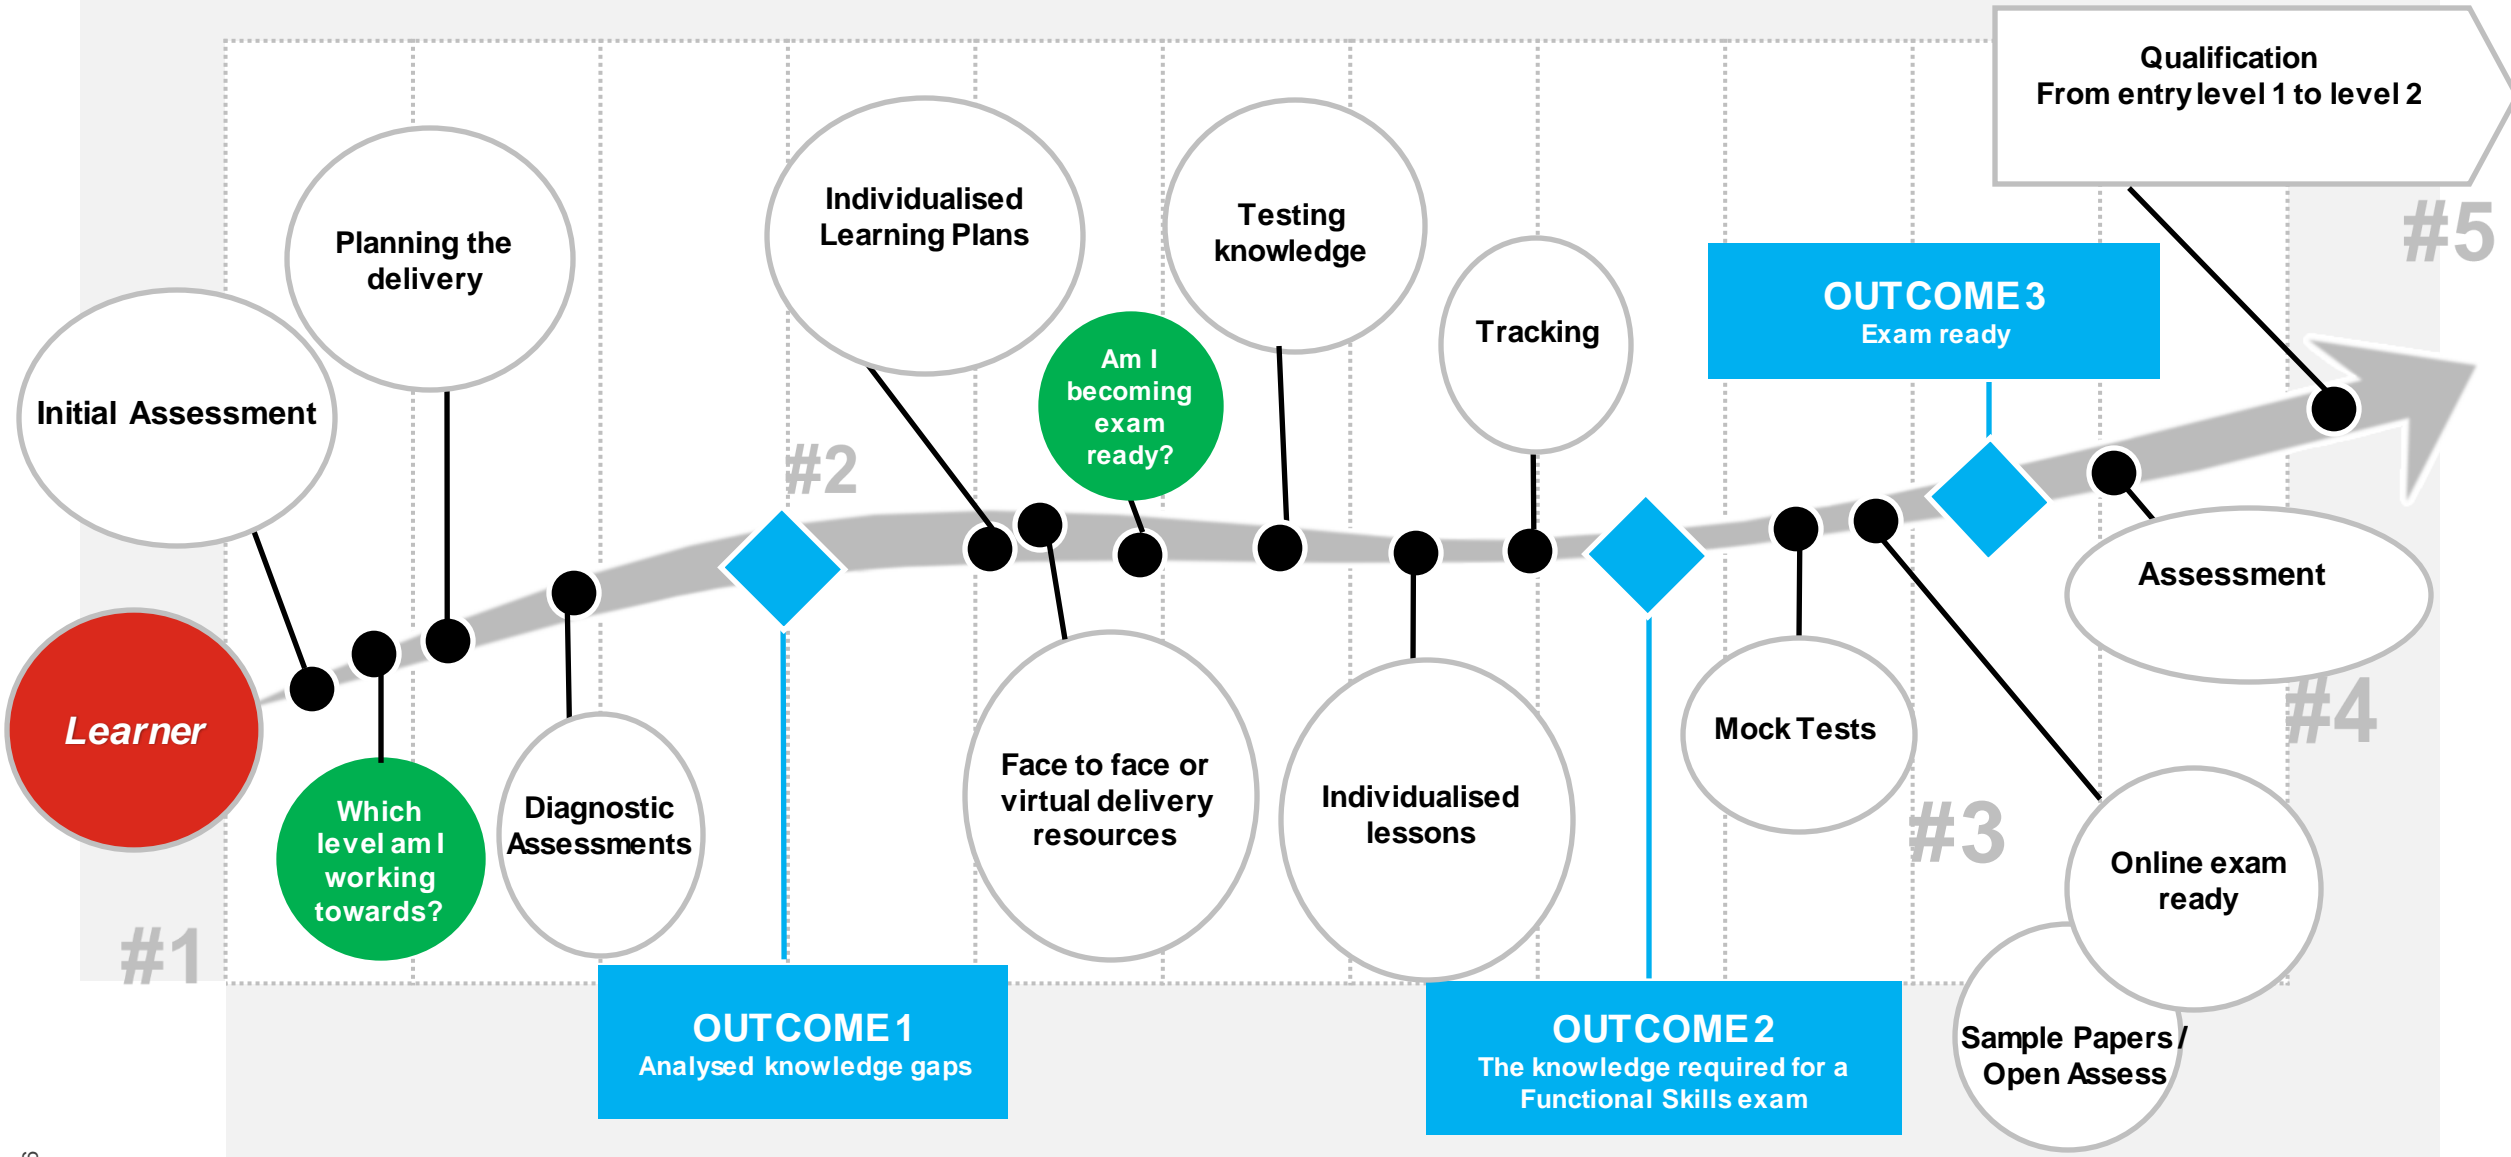 Qualification
From entry level 1 to level 2
#5
Individualised
Learning Plans
Testing
knowledge
Planning the
delivery
OUTCOME 3
Exam ready
Tracking
Am I
becoming
exam
ready?
Initial Assessment
#2
Assessment
Learner
#4
Mock Tests
Face to face or
virtual delivery
resources
Individualised
lessons
Diagnostic
Assessments
Which
level am I
working
towards?
#3
Online exam
ready
#1
OUTCOME 1
Analysed knowledge gaps
OUTCOME 2
The knowledge required for a
Functional Skills exam
Sample Papers /
Open Assess